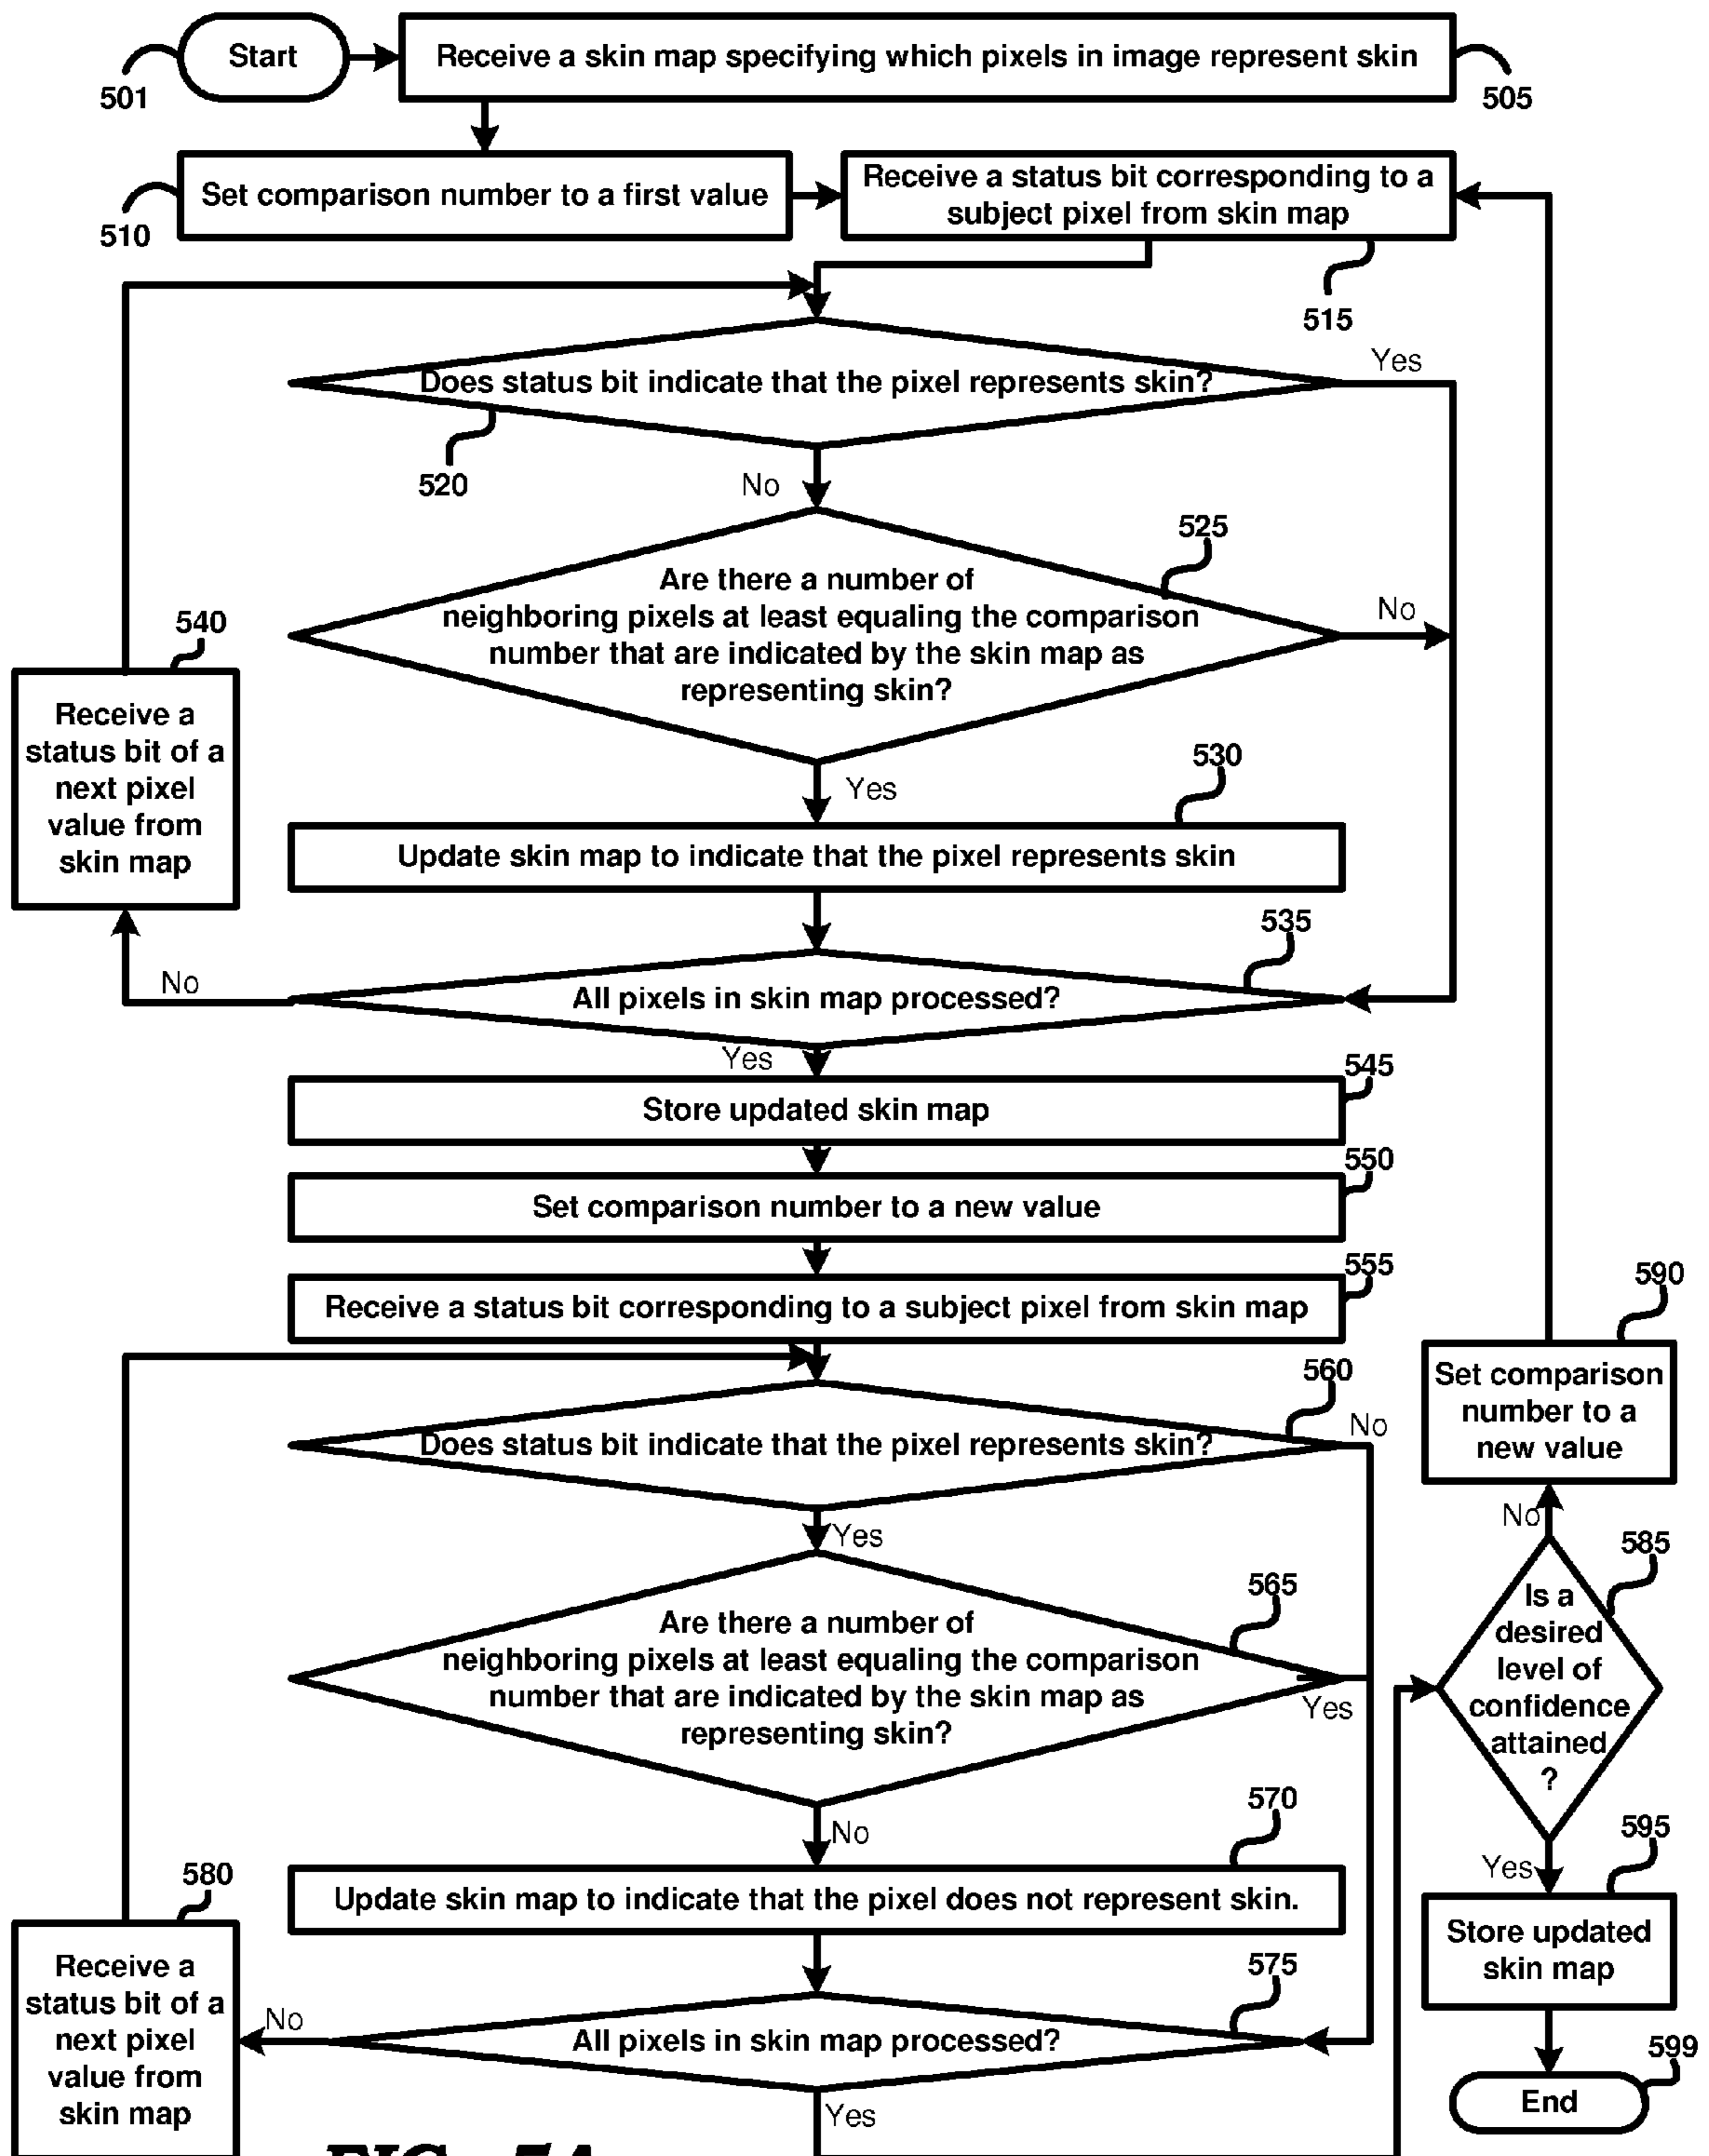 Start
Receive a skin map specifying which pixels in image represent skin
501
505
Set comparison number to a first value
Receive a status bit corresponding to a
subject pixel from skin map
510
515
Yes
Does status bit indicate that the pixel represents skin?
520
No
525
Are there a number of
neighboring pixels at least equaling the comparison
number that are indicated by the skin map as
representing skin?
No
540
Receive a
status bit of a
next pixel
value from
skin map
530
Yes
Update skin map to indicate that the pixel represents skin
535
No
All pixels in skin map processed?
Yes
545
Store updated skin map
550
Set comparison number to a new value
555
Receive a status bit corresponding to a subject pixel from skin map
590
Set comparison
number to a
new value
560
No
Does status bit indicate that the pixel represents skin?
Yes
No
585
Is a
desired
level of
confidence
attained
?
565
Are there a number of
neighboring pixels at least equaling the comparison
number that are indicated by the skin map as
representing skin?
Yes
570
No
595
Yes
Update skin map to indicate that the pixel does not represent skin.
Store updated
skin map
580
Receive a
status bit of a
next pixel
value from
skin map
575
No
All pixels in skin map processed?
599
End
Yes